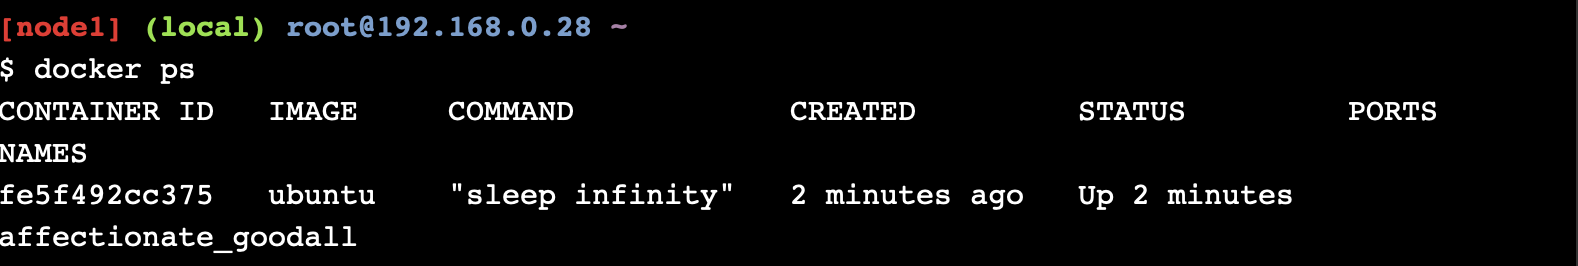 [node1] (local) root@192.168.0.28 ~
$ docker ps
CONTAINER ID   IMAGE     COMMAND            CREATED         STATUS         PORTS
NAMES
fe5f492cc375   ubuntu    "sleep infinity"   2 minutes ago   Up 2 minutes
affectionate_goodall